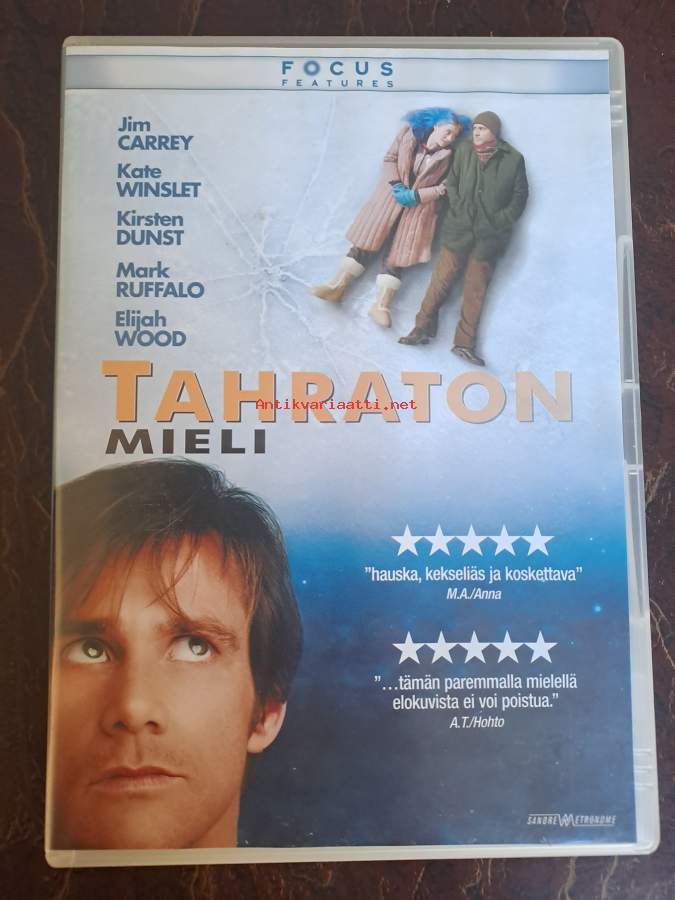 FOCUS
FEATURES
Jim
CARREY
Kate
WINSLET
Kirsten
DUNST
Mark
RUFFALO
Elijah
WOOD
TAHRATON
Antikvariaatti.net
MIELI
"hauska, kekseliäs ja koskettava"
M.A./Anna
"...tämän paremmalla mielellä
elokuvista ei voi poistua."
A.T./Hohto
SANDREW METRONOME